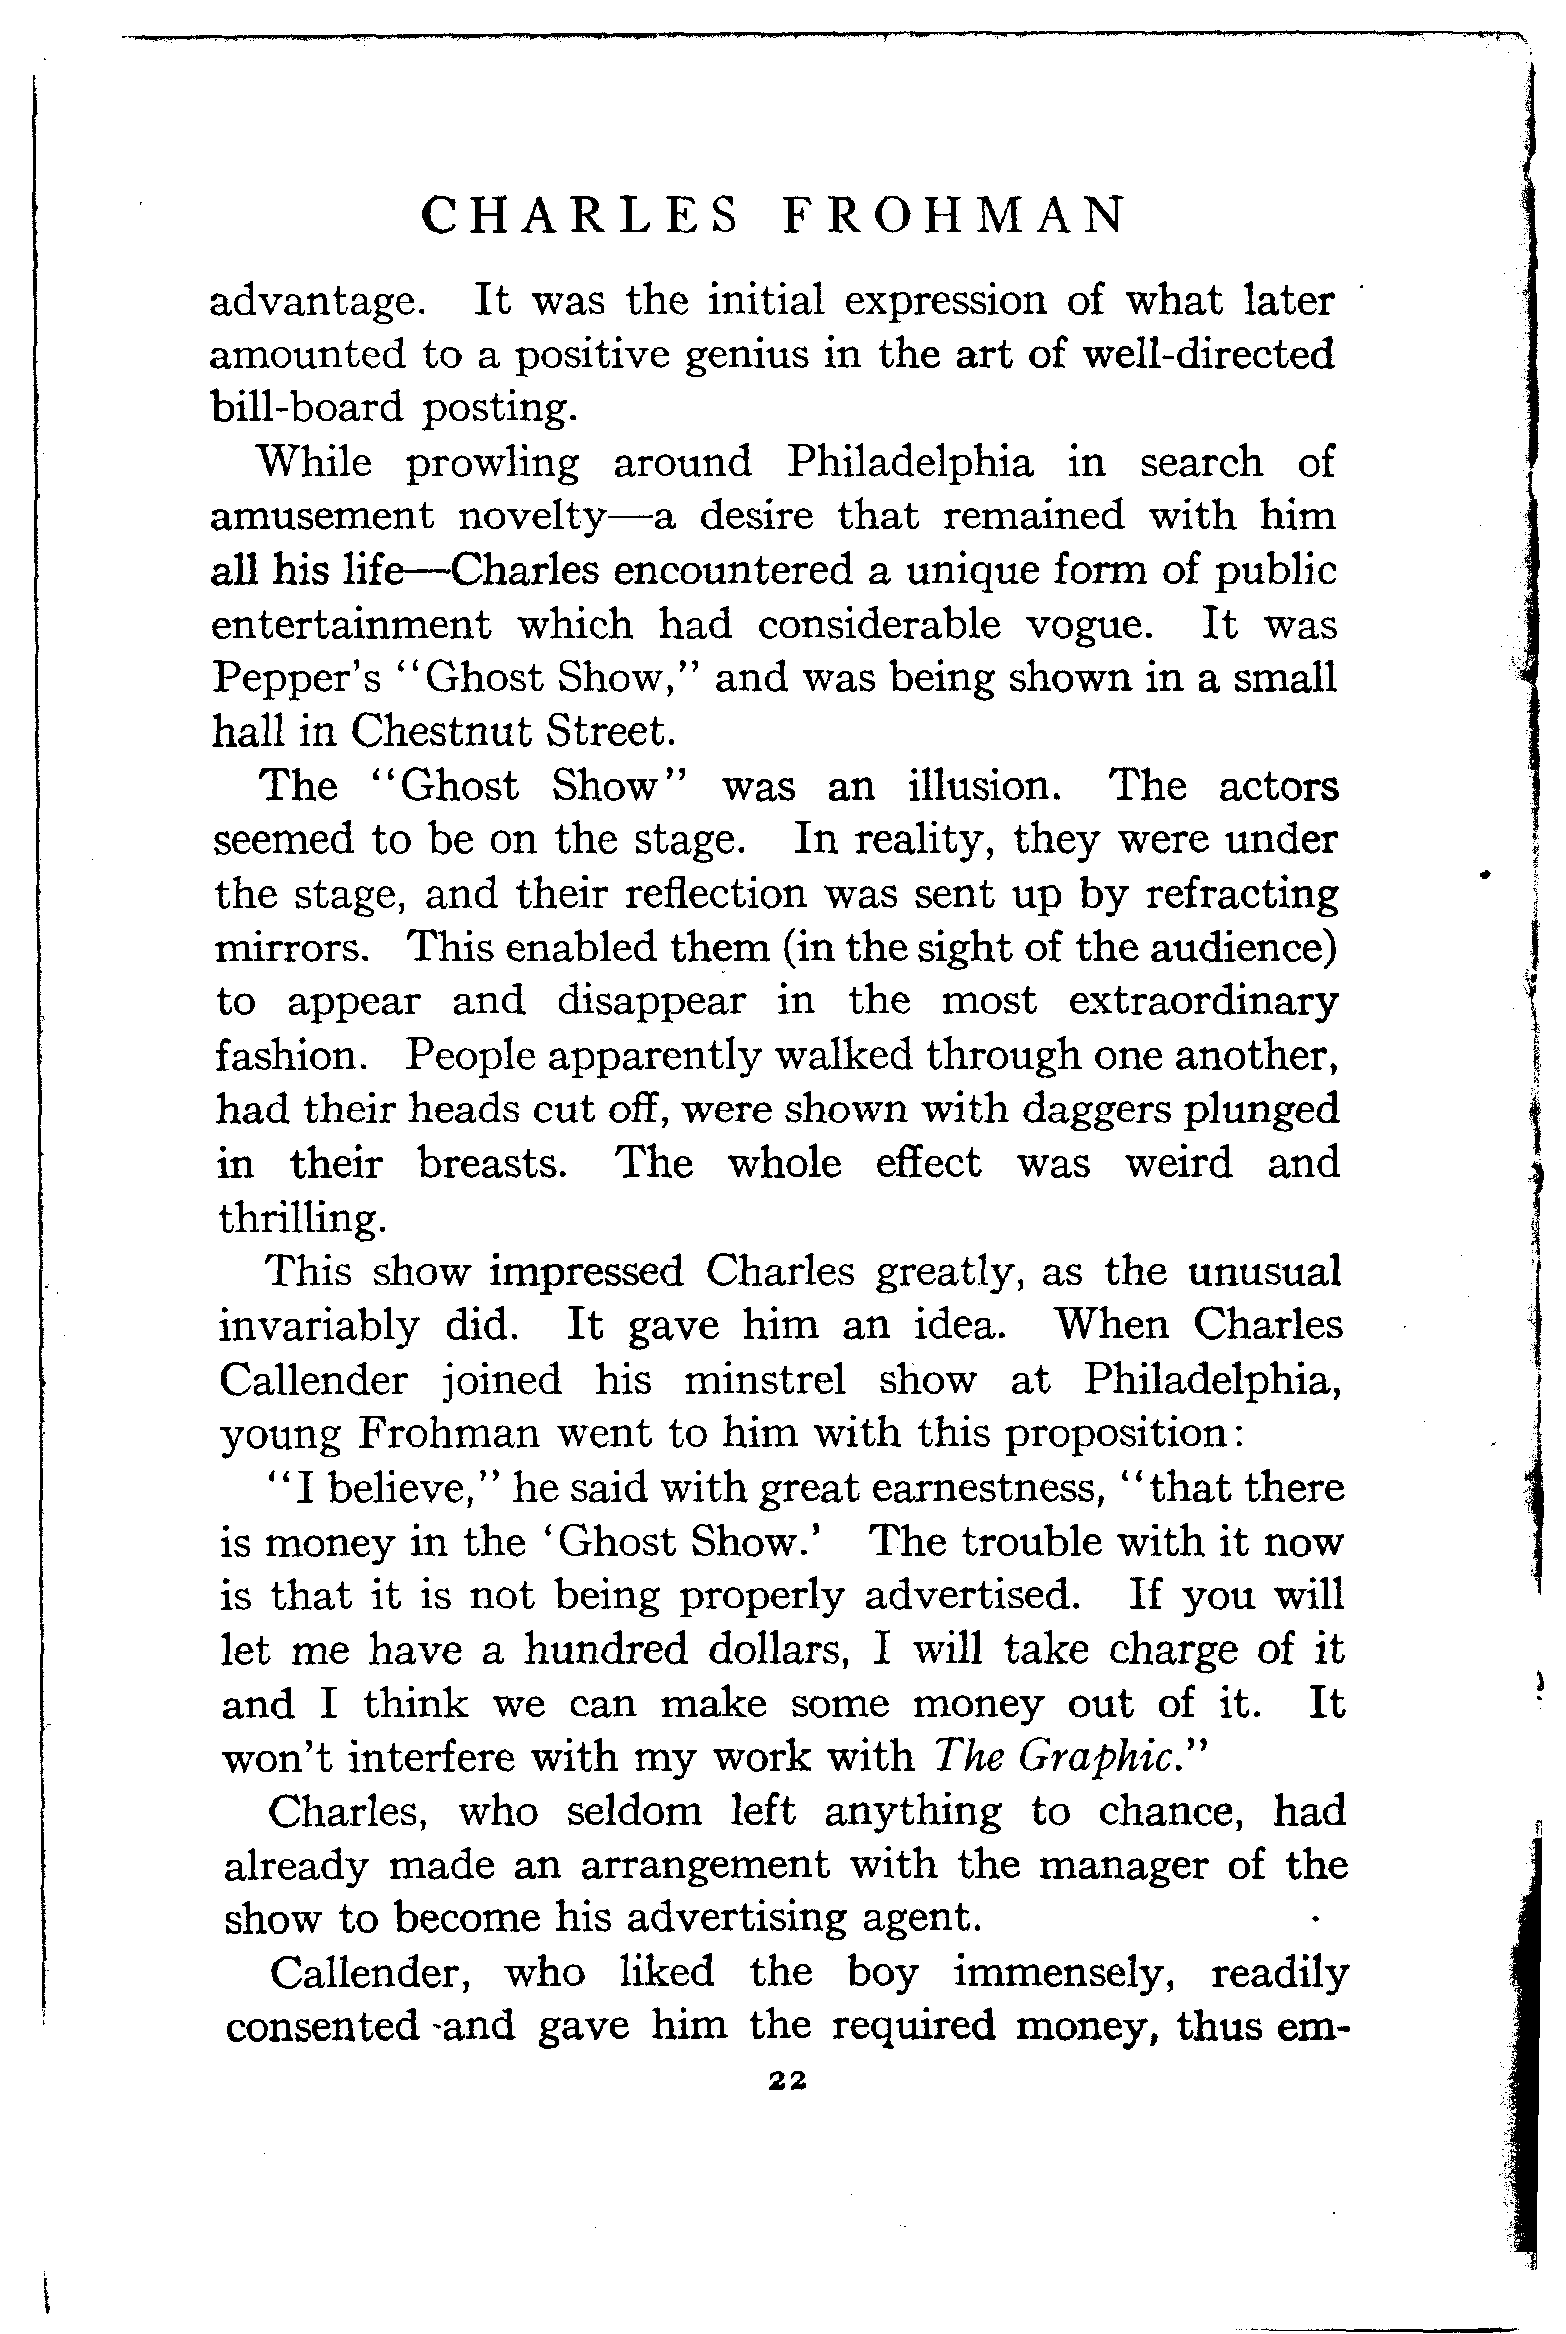 CHARLES FROHMAN
advantage. It was the initial expression of what later
amounted to a positive genius in the art of well-directed
bill-board posting.
While prowling around Philadelphia in search of
amusement novelty—a desire that remained with him
all his life—Charles encountered a unique form of public
entertainment which had considerable vogue. It was
Pepper's "Ghost Show," and was being shown in a small
hall in Chestnut Street.
The "Ghost Show" was an illusion. The actors
seemed to be on the stage. In reality, they were under
the stage, and their reflection was sent up by refracting
mirrors. This enabled them (in the sight of the audience)
to appear and disappear in the most extraordinary
fashion. People apparently walked through one another,
had their heads cut off, were shown with daggers plunged
in their breasts. The whole effect was weird and
thrilling.
This show impressed Charles greatly, as the unusual
invariably did. It gave him an idea. When Charles
Callender joined his minstrel show at Philadelphia,
young Frohman went to him with this proposition:
"I believe," he said with great earnestness, "that there
is money in the 'Ghost Show.' The trouble with it now
is that it is not being properly advertised. If you will
let me have a hundred dollars, I will take charge of it
and I think we can make some money out of it. It
won't interfere with my work with The Graphic."
Charles, who seldom left anything to chance, had
already made an arrangement with the manager of the
show to become his advertising agent.
Callender, who liked the boy immensely, readily
consented and gave him the required money, thus em-
22